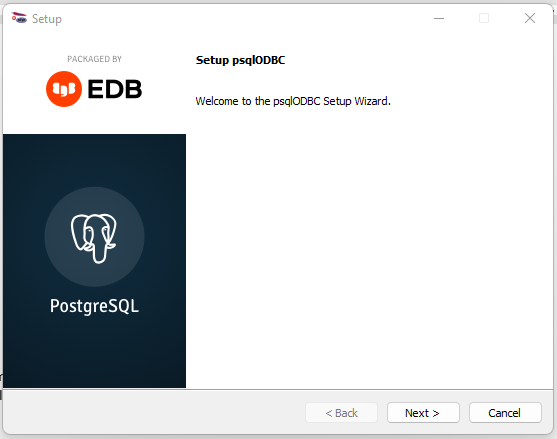 Setup
PACKAGED BY
EDB
Setup psqlODBC
Welcome to the psqlODBC Setup Wizard.
PostgreSQL
< Back
Next >
Cancel